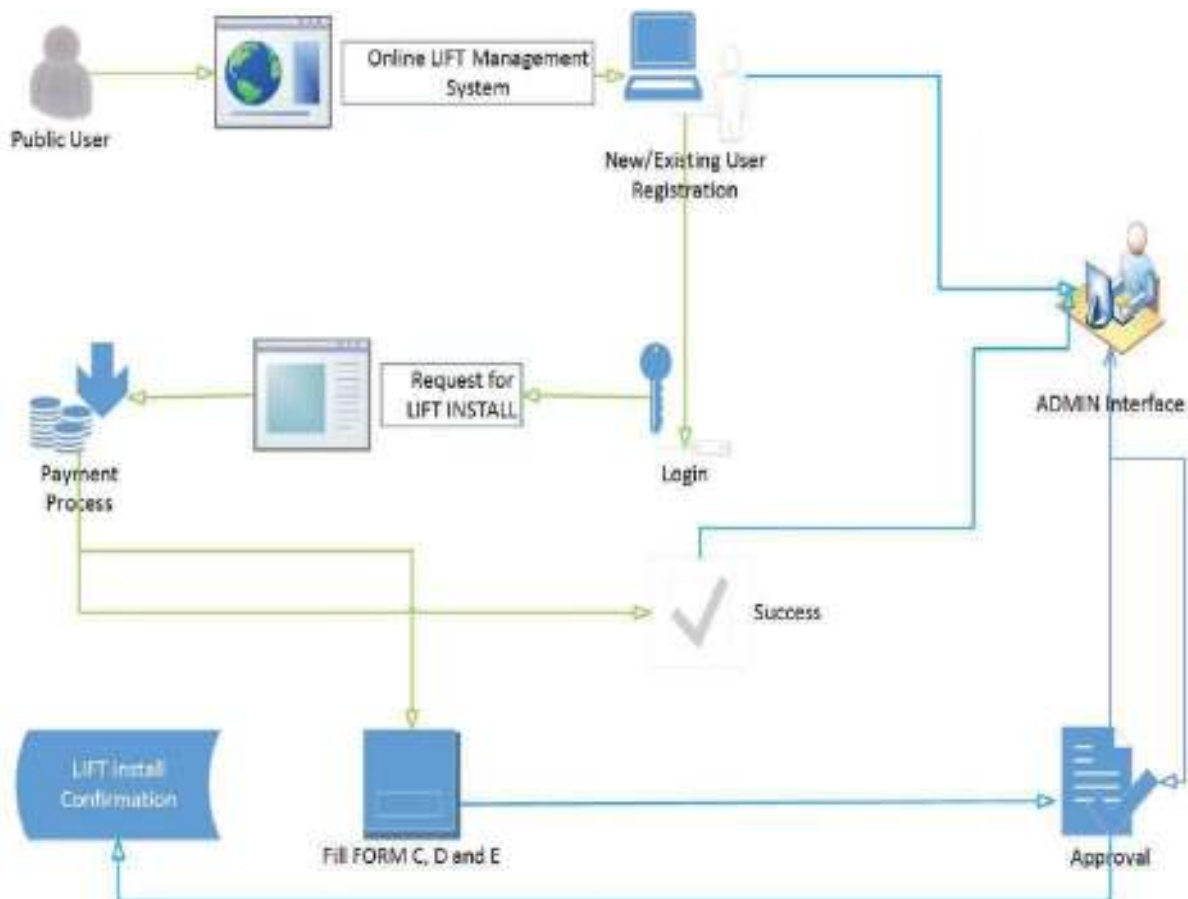 Online LIFT Management
System
Public User
New/Existing User
Registration
Request for
LIFT INSTALL
ADMIN Interface
Payment
Process
Login
Success
LIFT Install
Confirmation
Fill FORM C, D and E
Approval